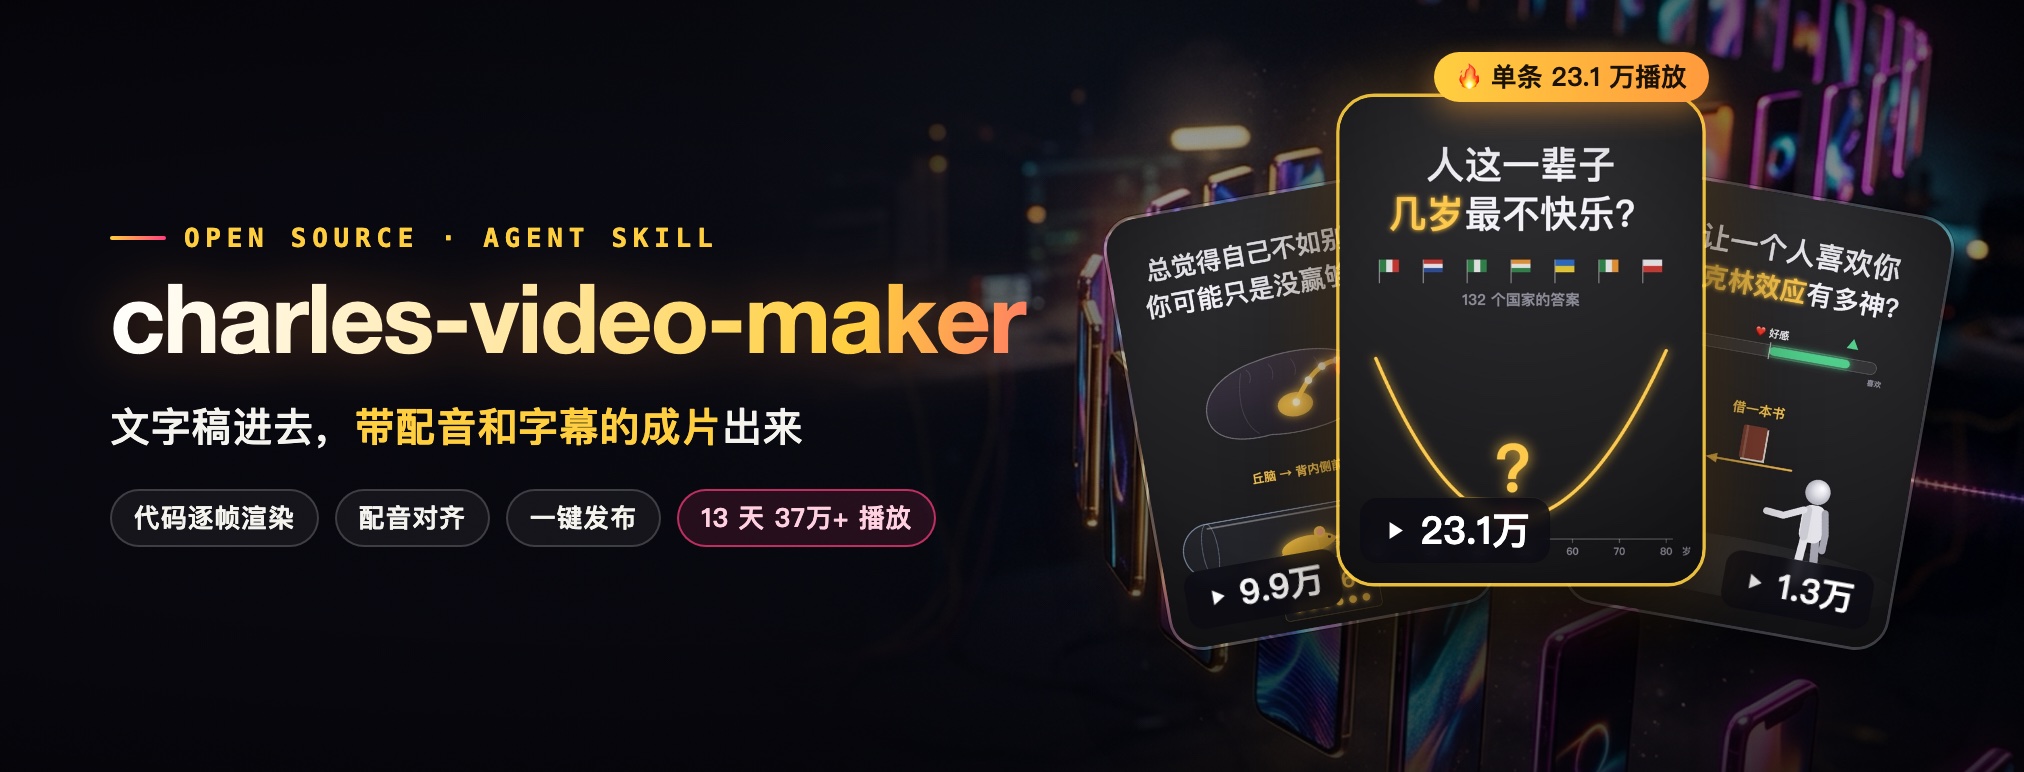 OPEN SOURCE · AGENT SKILL
charles-video-maker
文字稿进去，带配音和字幕的成片出来
代码逐帧渲染
配音对齐
一键发布
13 天 37万+ 播放
总觉得自己不如别
你可能只是没赢够
丘脑 → 背内侧前
▶ 9.9万
6
🔥 单条 23.1 万播放
人这一辈子
几岁最不快乐?
132 个国家的答案
?
▶ 23.1万
60 70 80 岁
让一个人喜欢你
克林效应有多神?
❤️ 好感
喜欢
借一本书
▶ 1.3万